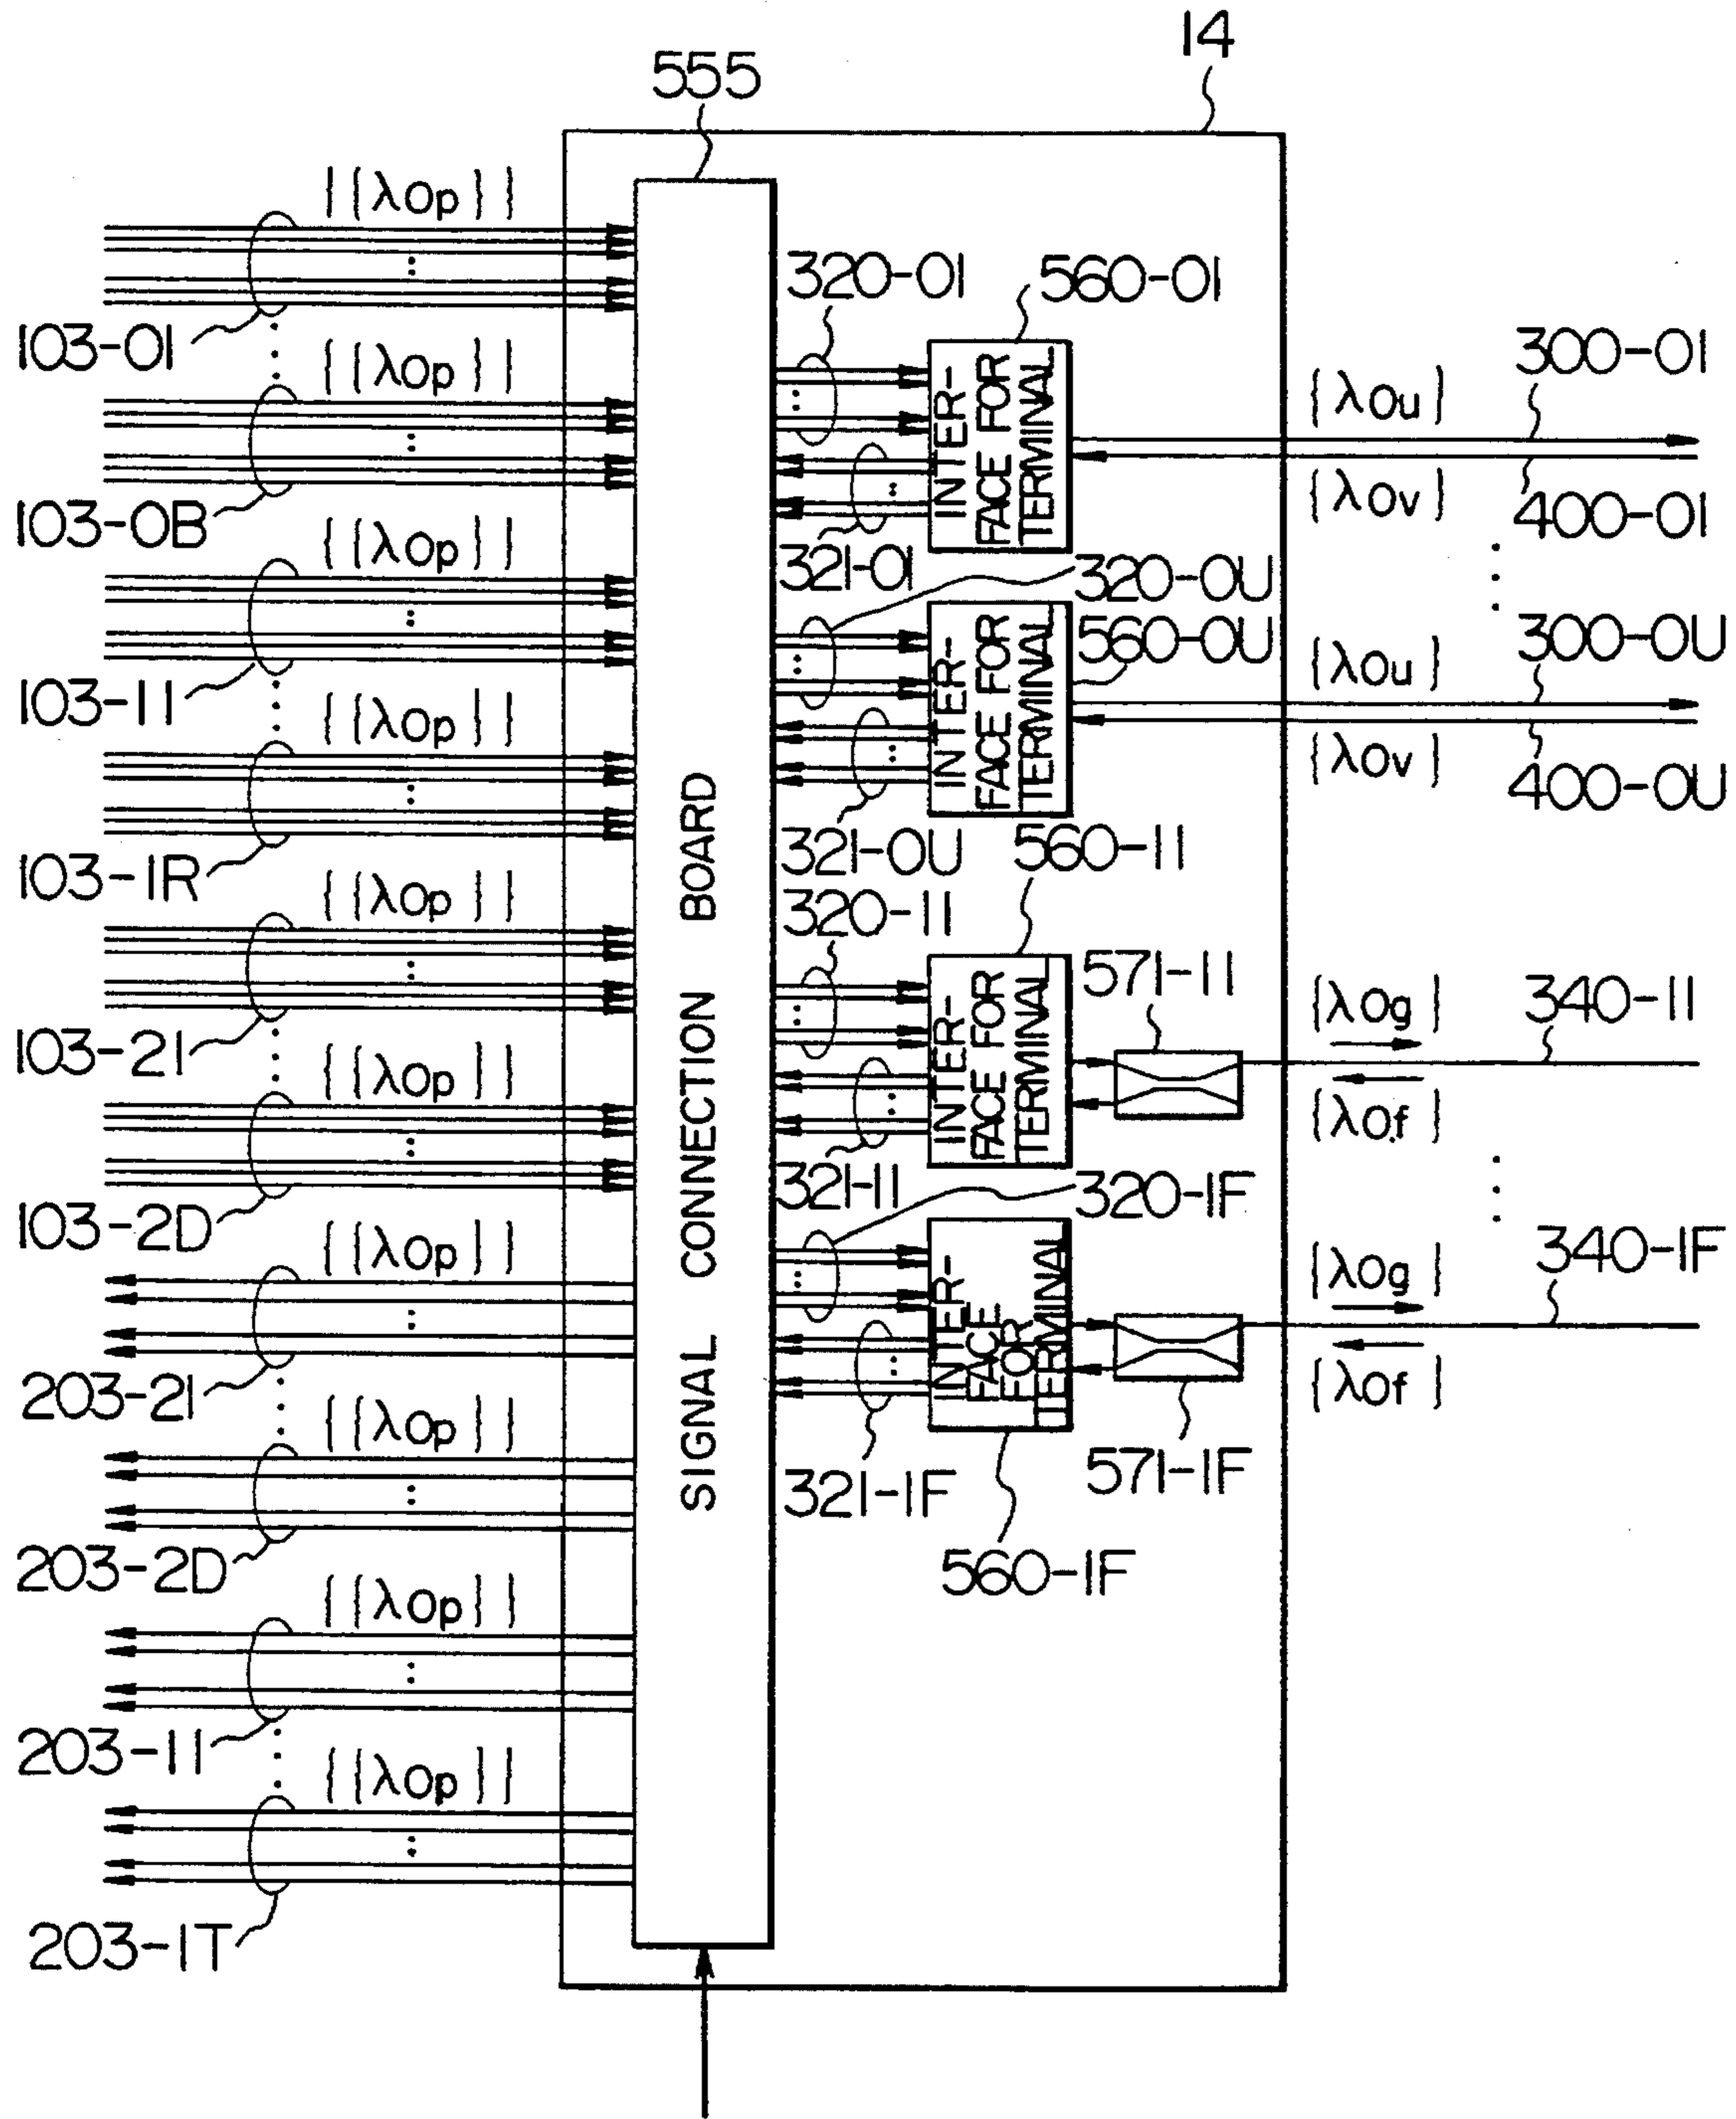 14
555
{{λ0p}}
103-01
{{λ0p}}
103-0B
{{λ0p}}
103-11
{{λ0p}}
103-1R
{{λ0p}}
103-21
{{λ0p}}
103-2D
{{λ0p}}
203-21
{{λ0p}}
203-2D
{{λ0p}}
203-11
{{λ0p}}
203-1T
SIGNAL CONNECTION BOARD
320-01
560-01
INTER-
FACE FOR
TERMINAL
321-01
{λ0u}
300-01
{λ0v}
400-01
320-0U
560-0U
INTER-
FACE FOR
TERMINAL
321-0U
{λ0u}
300-0U
{λ0v}
400-0U
560-11
320-11
INTER-
FACE FOR
TERMINAL
321-11
571-11
{λ0g}
340-11
{λ0f}
320-1F
INTER-
FACE
FOR
TERMINAL
321-1F
560-1F
571-1F
{λ0g}
340-1F
{λ0f}